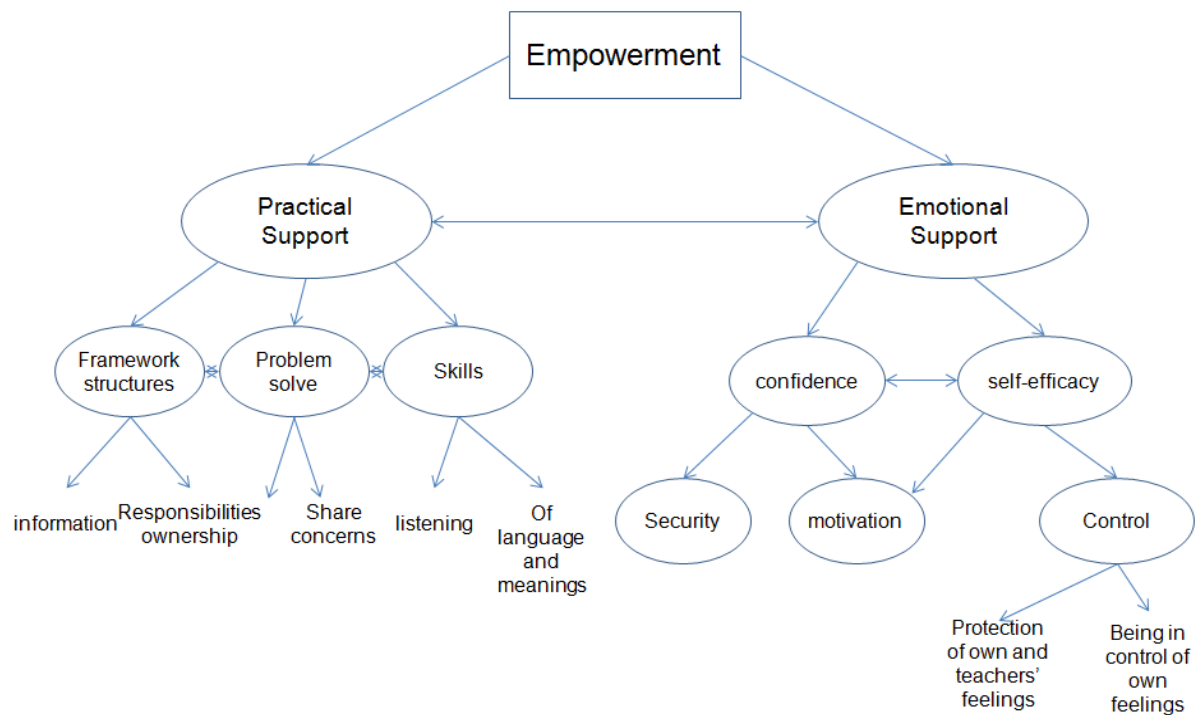 Empowerment
Practical
Support
Emotional
Support
Framework
structures
Problem
solve
Skills
confidence
self-efficacy
information
Responsibilities
ownership
Share
concerns
listening
Of
language
and
meanings
Security
motivation
Control
Protection
of own and
teachers’
feelings
Being in
control of
own
feelings